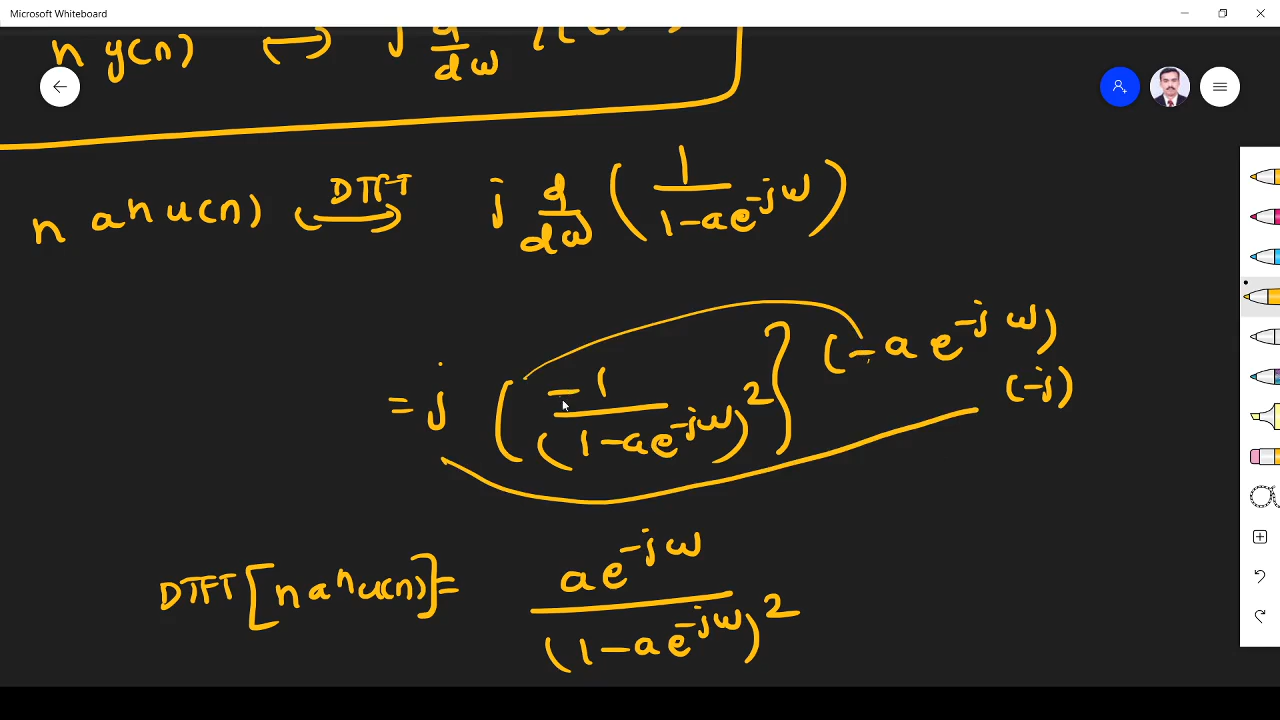 Microsoft Whiteboard
n y(n) ⟷ j d/dω
n aⁿ u(n) ⟷ DTFT j d/dω ( 1 / (1-ae^{-jω}) )
= j ( -1 / (1-ae^{-jω})² ) (-ae^{-jω}) (-j)
DTFT [n aⁿ u(n)] = ae^{-jω} / (1-ae^{-jω})²